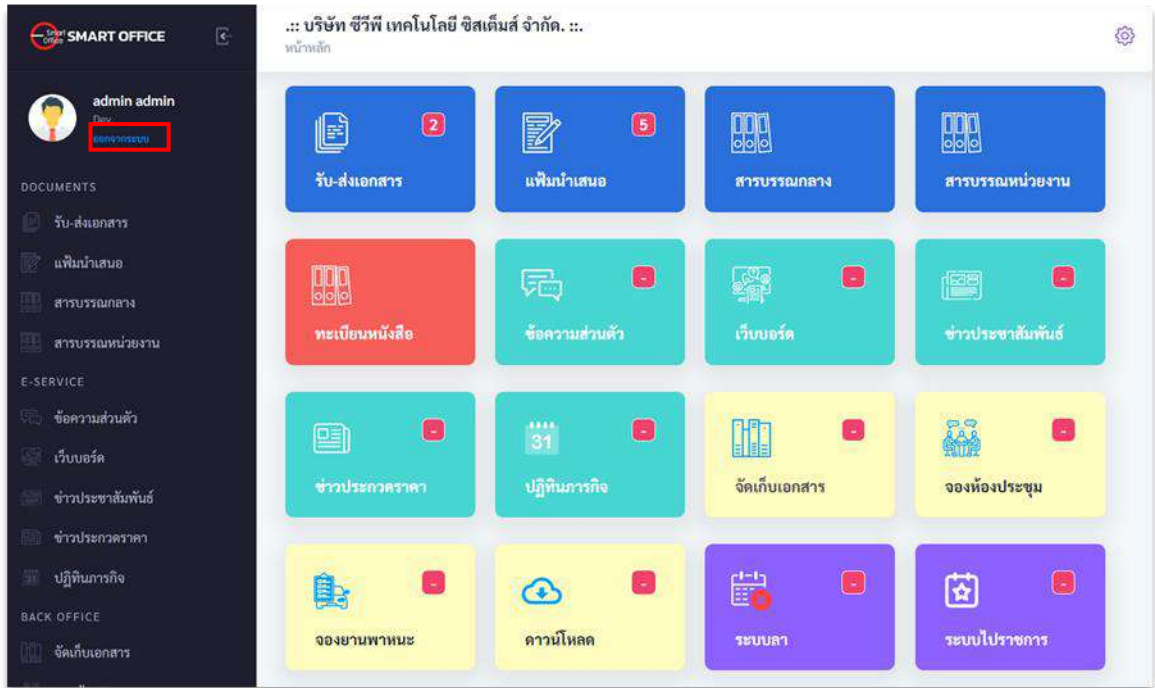 Smart Office SMART OFFICE
admin admin
Dev
ออกจากระบบ
DOCUMENTS
รับ-ส่งเอกสาร
แฟ้มนำเสนอ
สารบรรณกลาง
สารบรรณหน่วยงาน
E-SERVICE
ข้อความส่วนตัว
เว็บบอร์ด
ข่าวประชาสัมพันธ์
ข่าวประกวดราคา
ปฏิทินภารกิจ
BACK OFFICE
จัดเก็บเอกสาร
.:: บริษัท ซีวีพี เทคโนโลยี ซิสเต็มส์ จำกัด. ::.
หน้าหลัก
2
รับ-ส่งเอกสาร
5
แฟ้มนำเสนอ
สารบรรณกลาง
สารบรรณหน่วยงาน
ทะเบียนหนังสือ
-
ข้อความส่วนตัว
-
เว็บบอร์ด
-
ข่าวประชาสัมพันธ์
-
ข่าวประกวดราคา
31
-
ปฏิทินภารกิจ
-
จัดเก็บเอกสาร
-
จองห้องประชุม
-
จองยานพาหนะ
-
ดาวน์โหลด
-
ระบบลา
-
ระบบไปราชการ